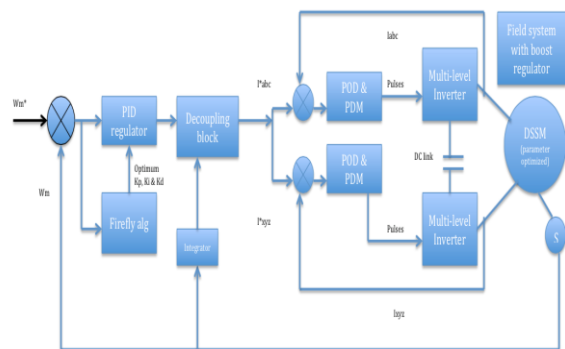 Iabc
Field system
with boost
regulator
Wm*
PID
regulator
Decoupling
block
I*abc
POD &
PDM
Pulses
Multi-level
Inverter
DSSM
(parameter
optimized)
DC link
Optimum
Kp, Ki & Kd
Wm
Firefly alg
Integrator
I*xyz
POD &
PDM
Pulses
Multi-level
Inverter
S
Ixyz